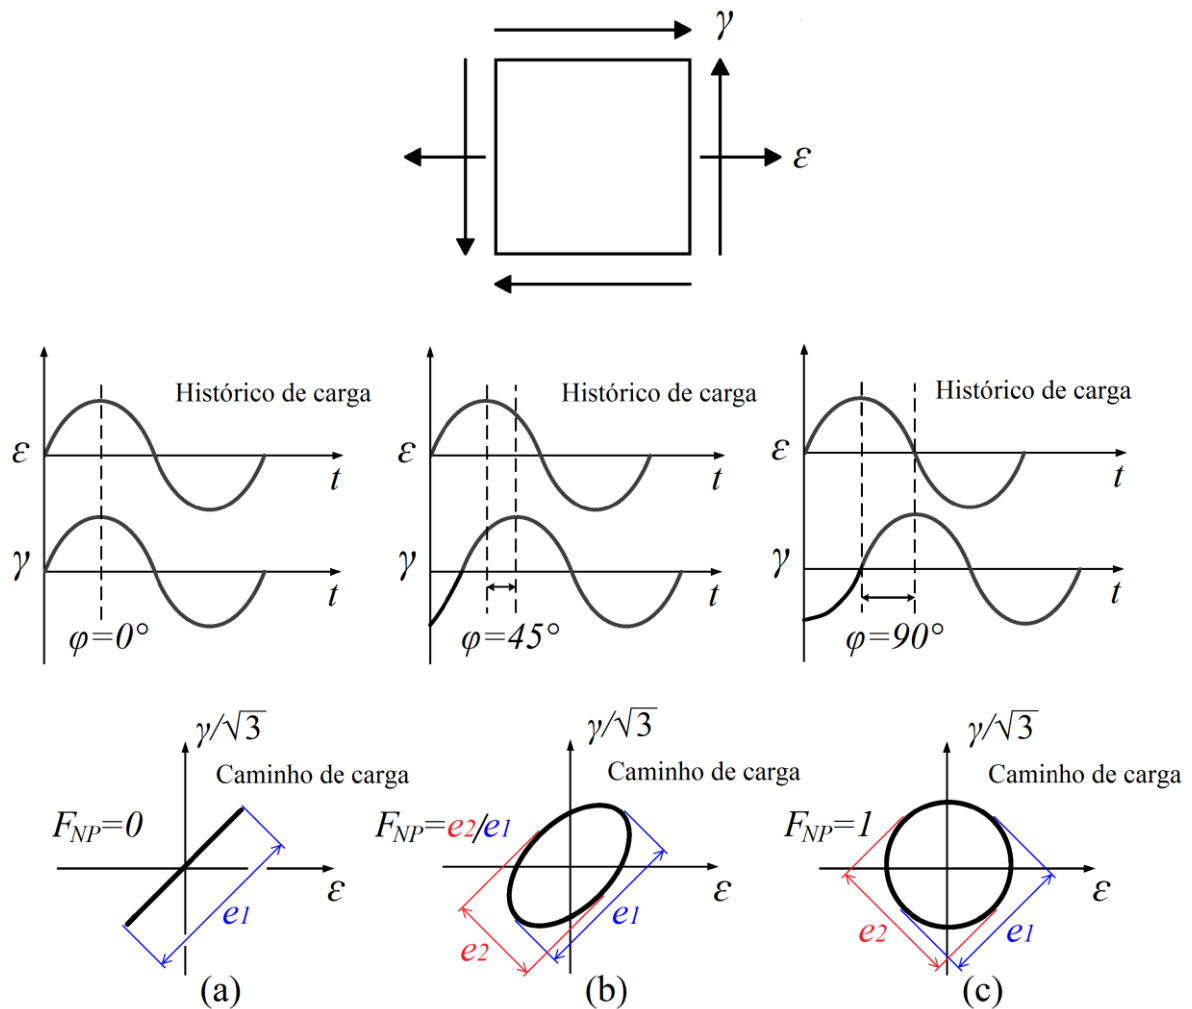 γ
ε
Histórico de carga
ε
t
γ
t
φ=0°
Histórico de carga
ε
t
γ
t
φ=45°
Histórico de carga
ε
t
γ
t
φ=90°
γ/√3
Caminho de carga
F_NP=0
ε
e1
(a)
γ/√3
Caminho de carga
F_NP=e2/e1
ε
e1
e2
(b)
γ/√3
Caminho de carga
F_NP=1
ε
e2
e1
(c)